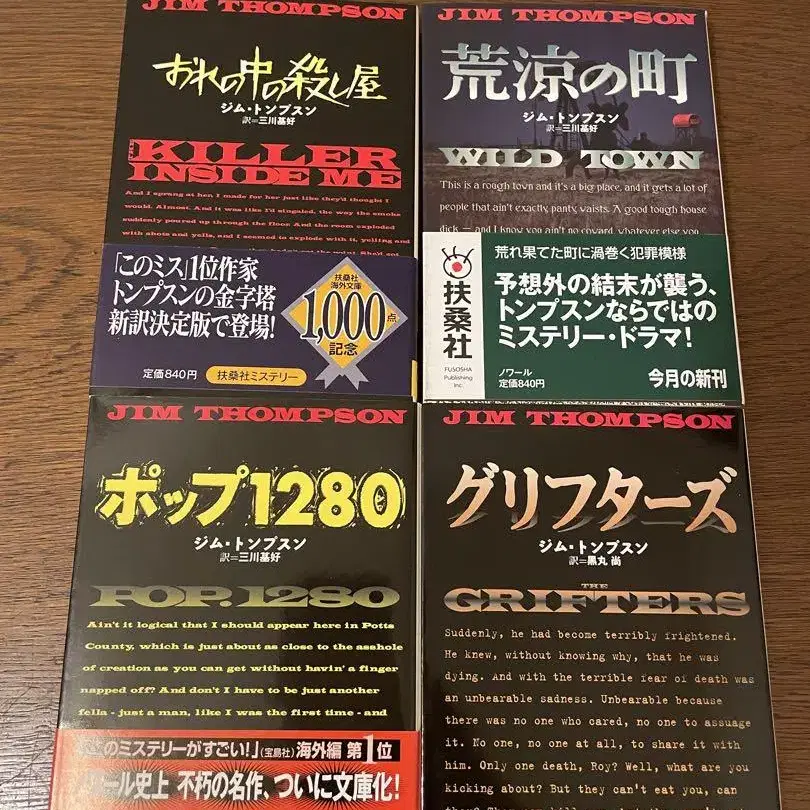 JIM THOMPSON
おれの中の殺し屋
ジム・トンプスン
訳=三川基好
THE
KILLER
INSIDE ME
And I sprang at her, I made for her just like they'd thought I
would. Almost. And it was like I'd singaled, the way the smoke
suddenly poured up through the floor. And the room exploded
with shots and yells, and I seemed to explode with it, yelling and
「このミス」1位作家
トンプスンの金字塔
新訳決定版で登場!
定価840円
扶桑社ミステリー
扶桑社
海外文庫
1,000点
記念
JIM THOMPSON
荒涼の町
ジム・トンプスン
訳=三川基好
WILD TOWN
This is a rough town and it's a big place, and it gets a lot of
people that ain't exactly panty waists. A good tough house
dick — and I know you ain't no coward, whatever else you
扶桑社
FUSOSHA
Publishing
Inc.
荒れ果てた町に渦巻く犯罪模様
予想外の結末が襲う、
トンプスンならではの
ミステリー・ドラマ!
ノワール
定価840円
今月の新刊
JIM THOMPSON
ポップ1280
ジム・トンプスン
訳=三川基好
POP. 1280
Ain't it logical that I should appear here in Potts
County, which is just about as close to the asshole
of creation as you can get without havin' a finger
napped off? And don't I have to be just another
fella - just a man, like I was the first time - and
このミステリーがすごい!」(宝島社)海外編 第1位
ール史上 不朽の名作、ついに文庫化!
JIM THOMPSON
グリフターズ
ジム・トンプスン
訳=黒丸 尚
THE
GRIFTERS
Suddenly, he had become terribly frightened.
He knew, without knowing why, that he was
dying. And with the terrible fear of death was
an unbearable sadness. Unbearable because
there was no one who cared, no one to assuage
it. No one, no one at all, to share it with
him. Only one death, Roy? Well, what are you
kicking about? But they can't eat you, can